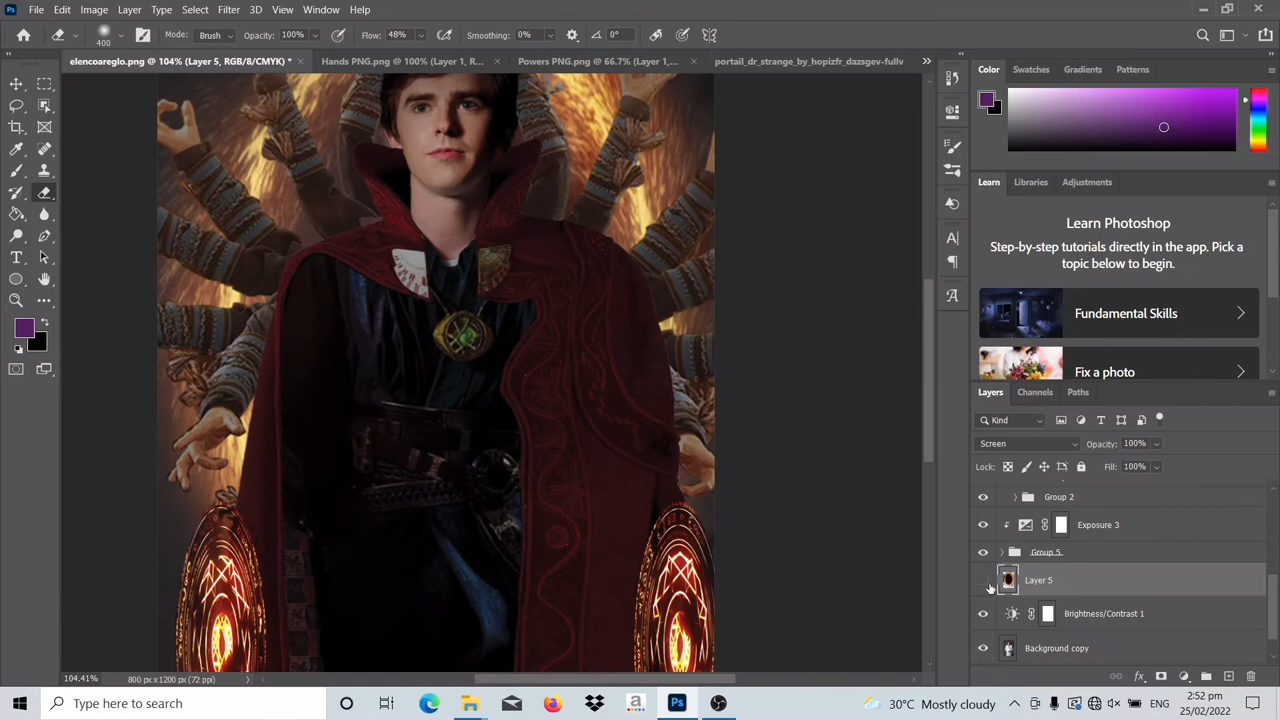 Ps File Edit Image Layer Type Select Filter 3D View Window Help
400 Mode: Brush Opacity: 100% Flow: 48% Smoothing: 0% 0°
elencoareglo.png @ 104% (Layer 5, RGB/8/CMYK) * × Hands PNG.png @ 100% (Layer 1, R... × Powers PNG.png @ 66.7% (Layer 1,... × portail_dr_strange_by_hopizfr_dazsgev-fullv
Color Swatches Gradients Patterns
Learn Libraries Adjustments
Learn Photoshop
Step-by-step tutorials directly in the app. Pick a
topic below to begin.
Fundamental Skills
Fix a photo
Layers Channels Paths
Kind
Screen Opacity: 100%
Lock: Fill: 100%
Group 2
Exposure 3
Group 5
Layer 5
Brightness/Contrast 1
Background copy
104.41% 800 px x 1200 px (72 ppi)
Type here to search
a
Ps
30°C Mostly cloudy
ENG
2:52 pm
25/02/2022